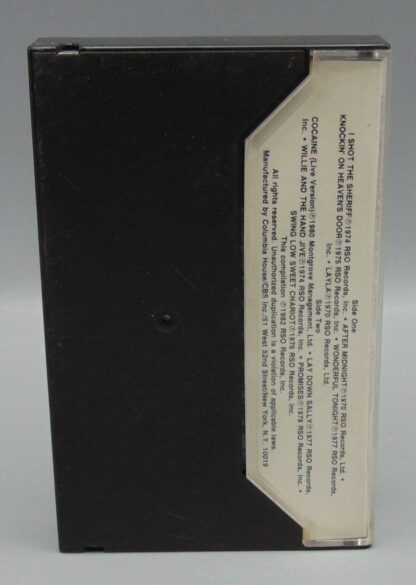 Side One
I SHOT THE SHERIFF℗1974 RSO Records, Inc. • AFTER MIDNIGHT℗1970 RSO Records, Ltd. •
KNOCKIN' ON HEAVEN'S DOOR℗1975 RSO Records, Inc. • WONDERFUL TONIGHT℗1977 RSO Records,
Inc. • LAYLA℗1970 RSO Records, Ltd.
Side Two
COCAINE (Live Version)℗1980 Montgrove Management, Ltd. • LAY DOWN SALLY℗1977 RSO Records,
Inc. • WILLIE AND THE HAND JIVE℗1974 RSO Records, Inc. • PROMISES℗1978 RSO Records, Inc. •
SWING LOW SWEET CHARIOT℗1975 RSO Records, Inc.
This compilation ℗1982 RSO Records, Inc.
All rights reserved. Unauthorized duplication is a violation of applicable laws.
Manufactured by Columbia House/CBS Inc./51 West 52nd Street/New York, N.Y. 10019